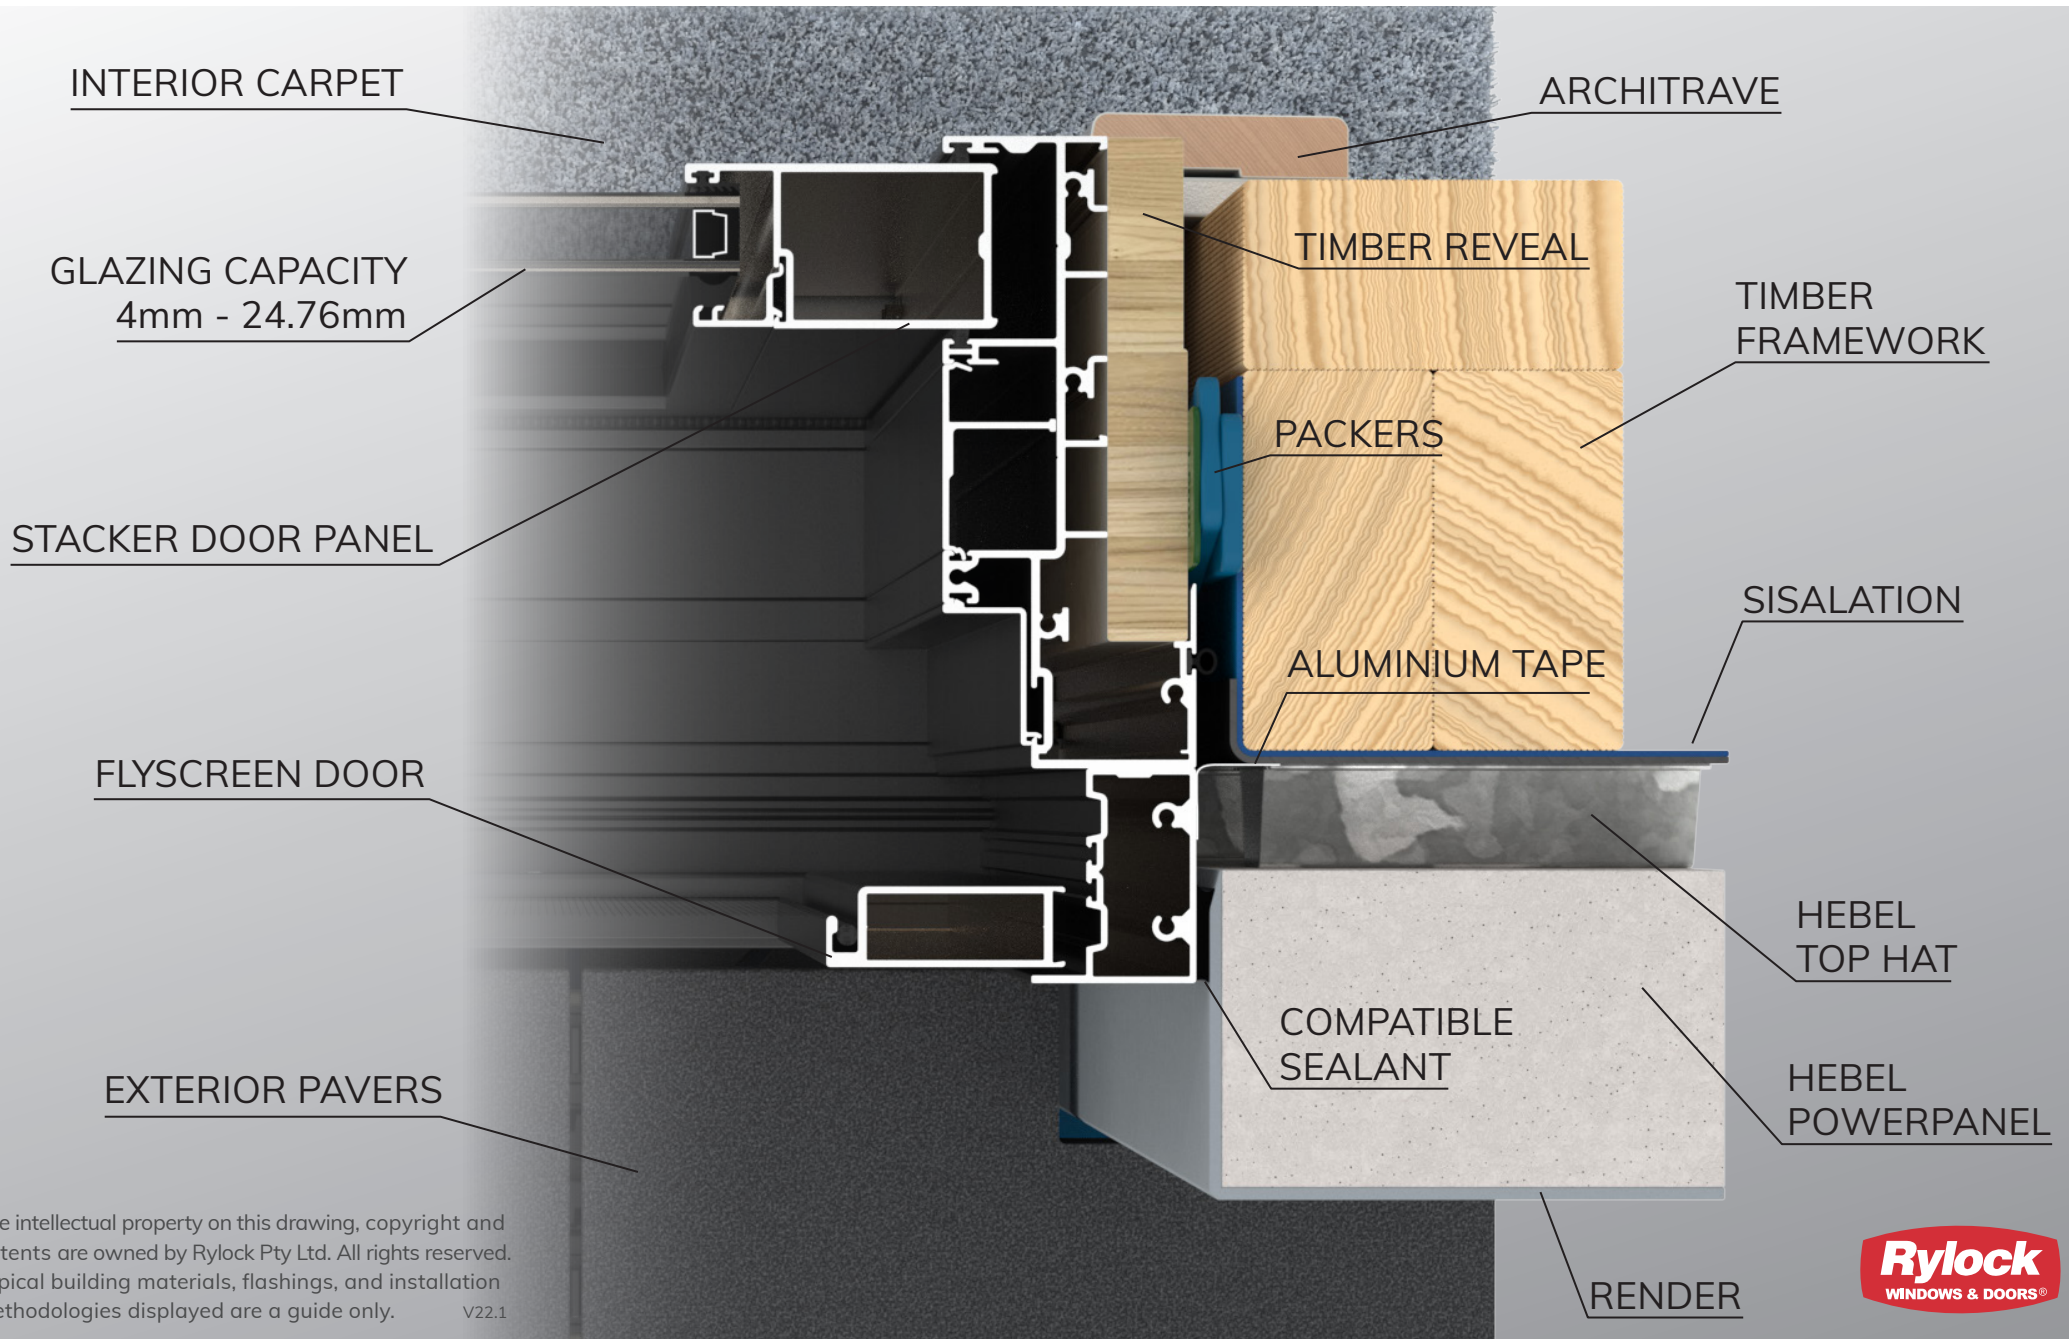 INTERIOR CARPET
ARCHITRAVE
GLAZING CAPACITY
4mm - 24.76mm
TIMBER REVEAL
TIMBER
FRAMEWORK
PACKERS
STACKER DOOR PANEL
SISALATION
ALUMINIUM TAPE
FLYSCREEN DOOR
HEBEL
TOP HAT
COMPATIBLE
SEALANT
HEBEL
POWERPANEL
EXTERIOR PAVERS
intellectual property on this drawing, copyright and
are owned by Rylock Pty Ltd. All rights reserved.
building materials, flashings, and installation
displayed are a guide only. V22.1
RENDER
Rylock
WINDOWS & DOORS®